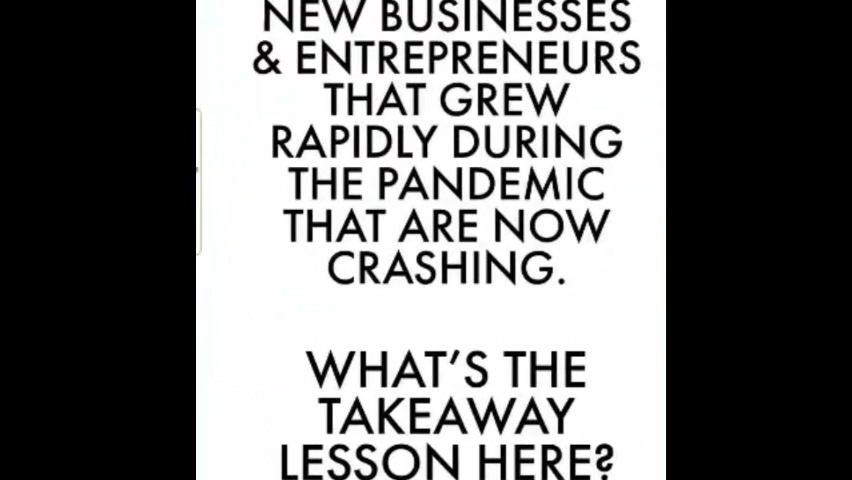 NEW BUSINESSES
& ENTREPRENEURS
THAT GREW
RAPIDLY DURING
THE PANDEMIC
THAT ARE NOW
CRASHING.
WHAT'S THE
TAKEAWAY
LESSON HERE?